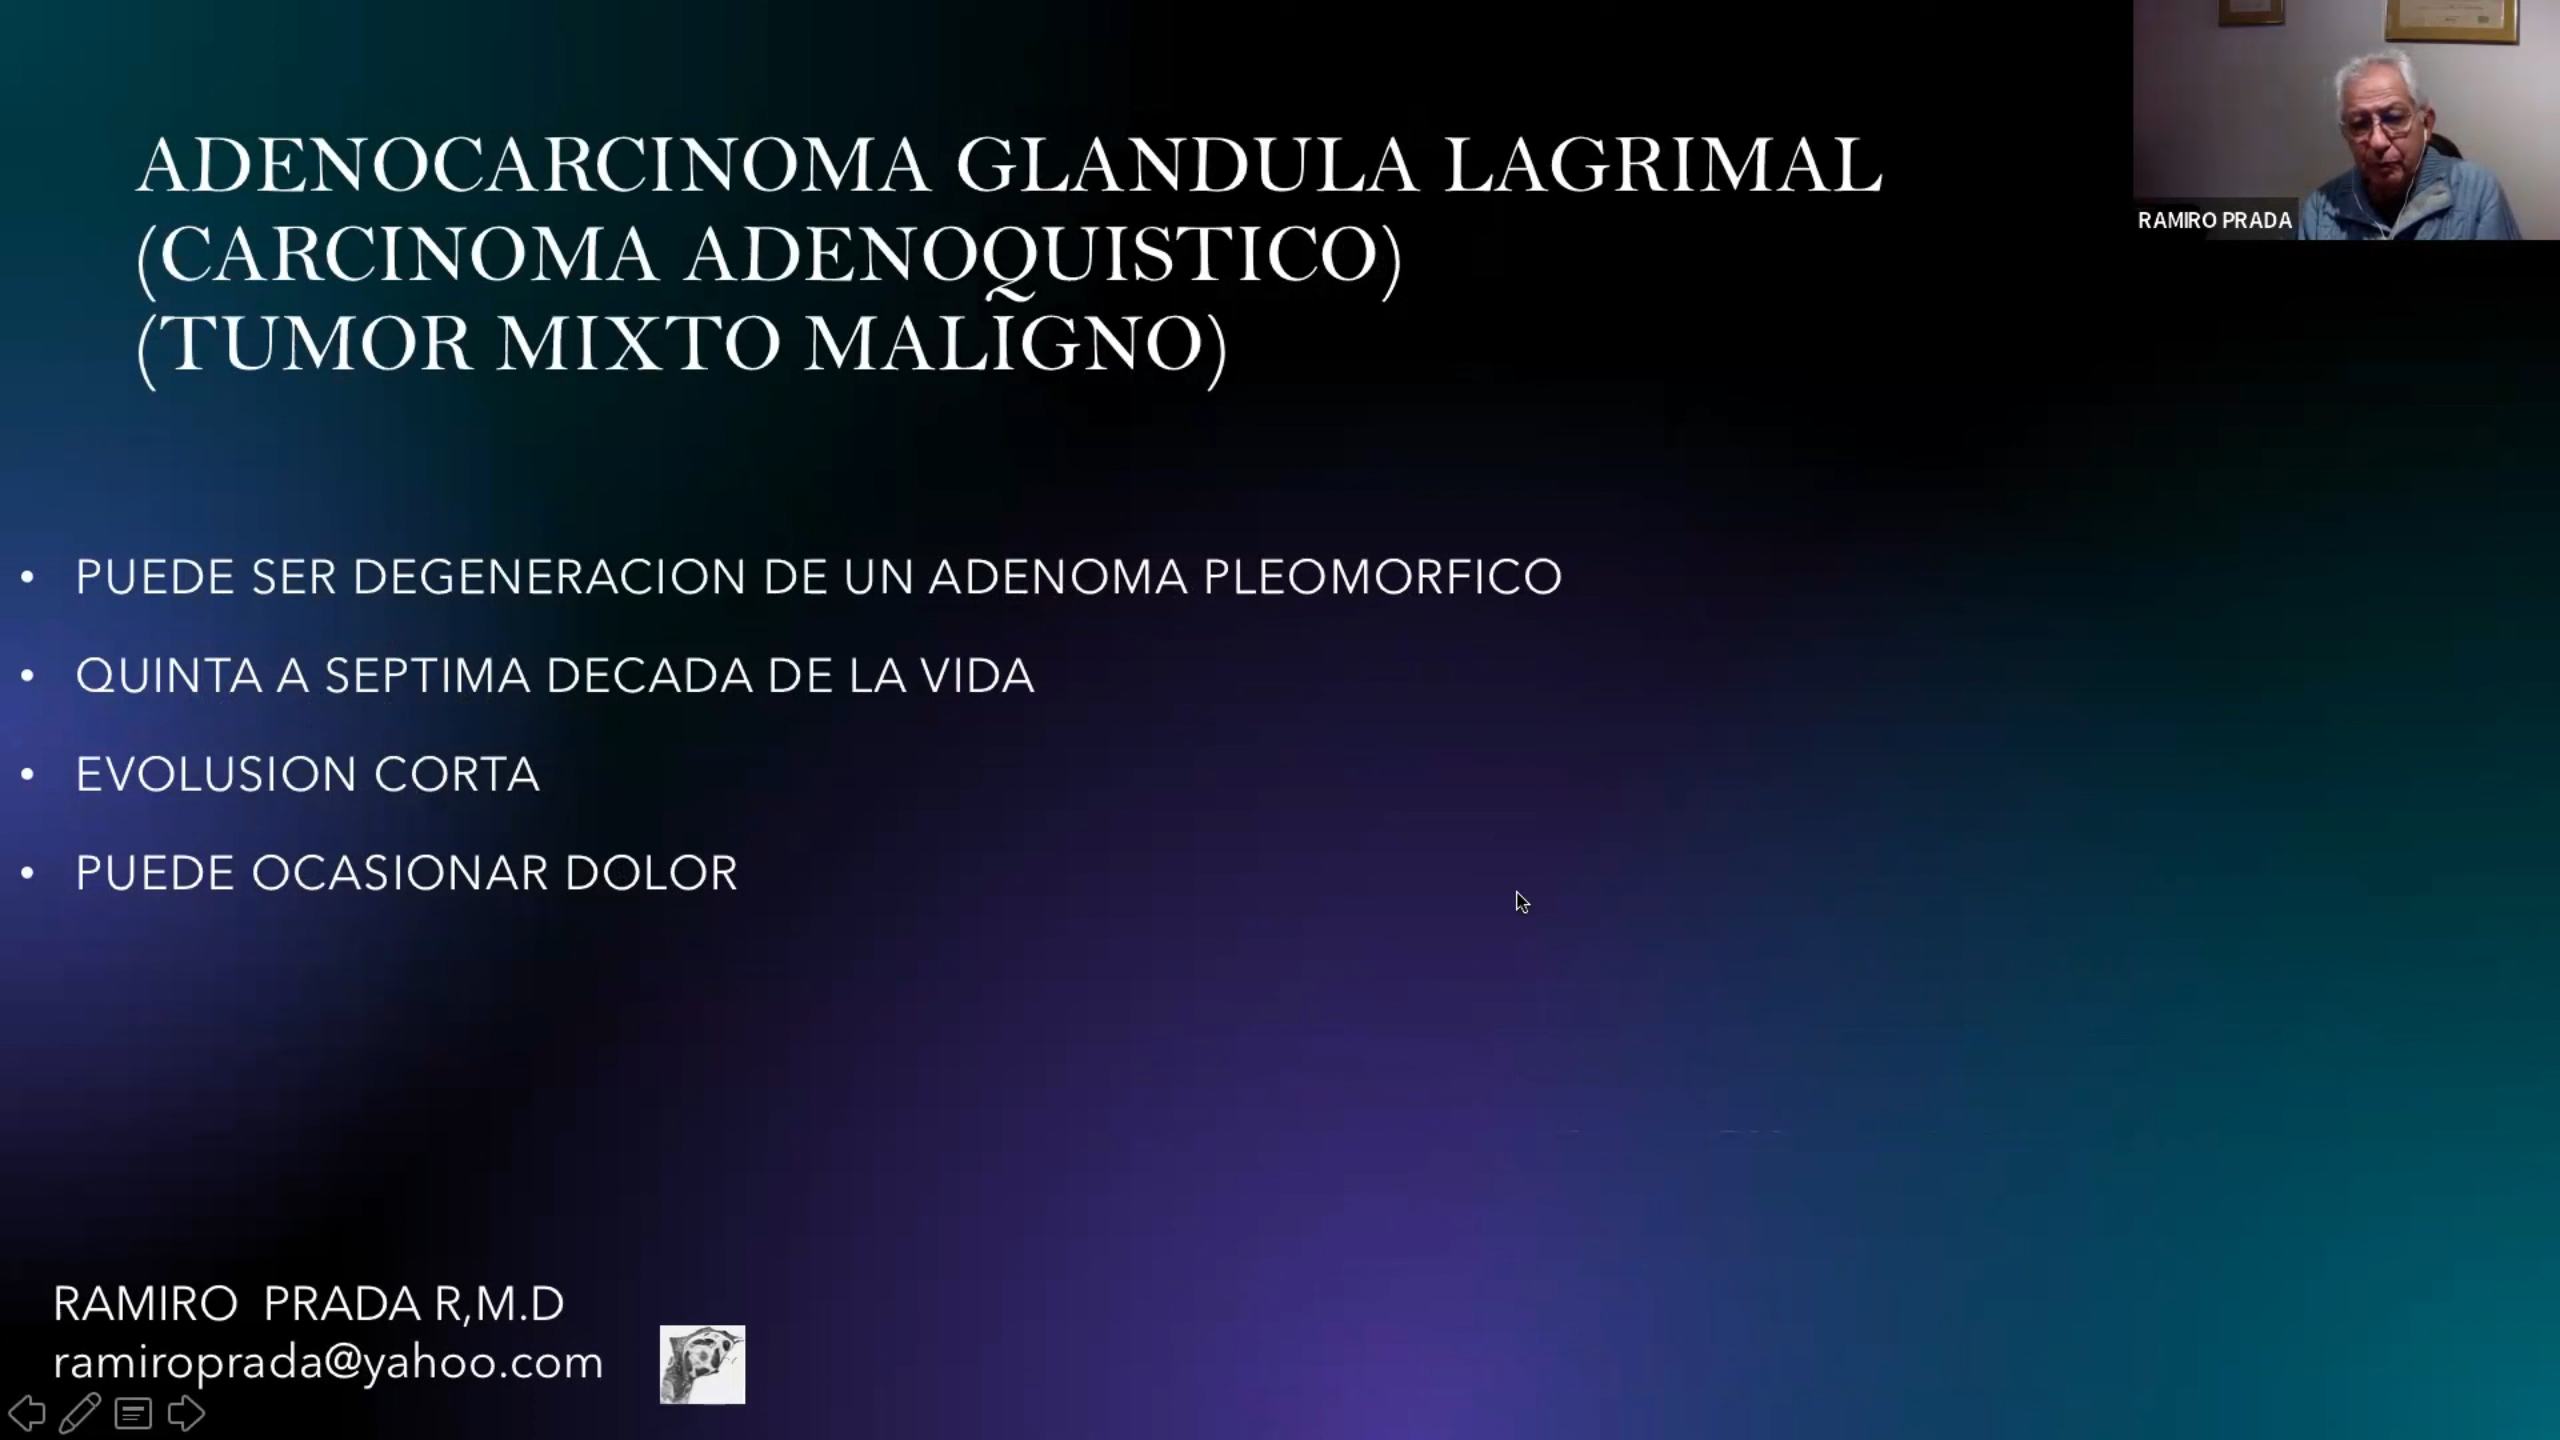 ADENOCARCINOMA GLANDULA LAGRIMAL
(CARCINOMA ADENOQUISTICO)
(TUMOR MIXTO MALIGNO)
RAMIRO PRADA
• PUEDE SER DEGENERACION DE UN ADENOMA PLEOMORFICO
• QUINTA A SEPTIMA DECADA DE LA VIDA
• EVOLUSION CORTA
• PUEDE OCASIONAR DOLOR
RAMIRO PRADA R,M.D
ramiroprada@yahoo.com